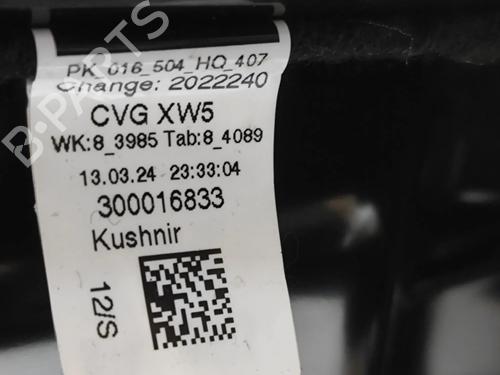 PK_016_504_HQ_407
Change: 2022240
CVG XW5
WK:8_3985 Tab:8_4089
13.03.24 23:33:04
300016833
Kushnir
12/S
B-PARTS